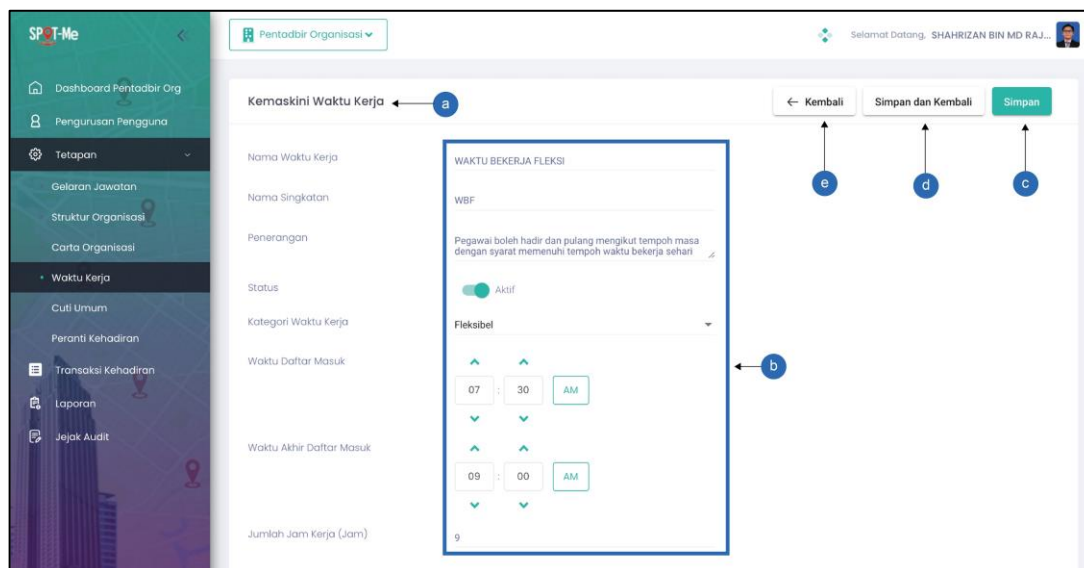 SPOT-Me
Pentadbir Organisasi
Selamat Datang, SHAHRIZAN BIN MD RAJ...
Dashboard Pentadbir Org
Pengurusan Pengguna
Tetapan
Gelaran Jawatan
Struktur Organisasi
Carta Organisasi
Waktu Kerja
Cuti Umum
Peranti Kehadiran
Transaksi Kehadiran
Laporan
Jejak Audit
Kemaskini Waktu Kerja
a
Kembali
Simpan dan Kembali
Simpan
e
d
c
Nama Waktu Kerja
WAKTU BEKERJA FLEKSI
Nama Singkatan
WBF
Penerangan
Pegawai boleh hadir dan pulang mengikut tempoh masa
dengan syarat memenuhi tempoh waktu bekerja sehari
Status
Aktif
Kategori Waktu Kerja
Fleksibel
Waktu Daftar Masuk
07 : 30 AM
b
Waktu Akhir Daftar Masuk
09 : 00 AM
Jumlah Jam Kerja (Jam)
9